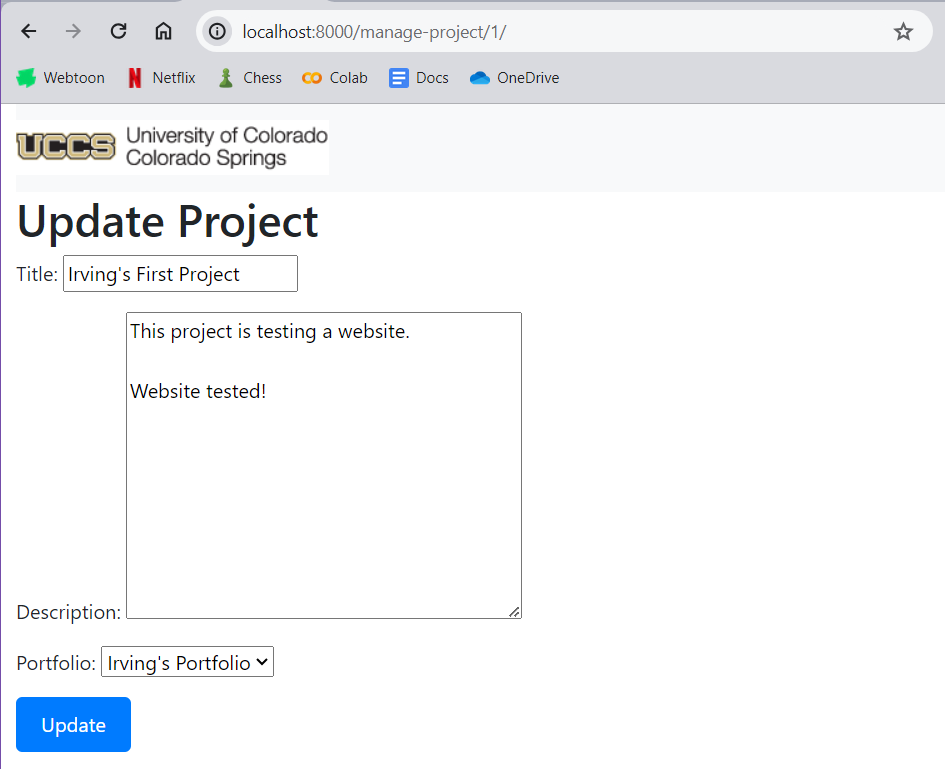 localhost:8000/manage-project/1/
Webtoon Netflix Chess Colab Docs OneDrive
UCCS University of Colorado
Colorado Springs
Update Project
Title: Irving's First Project
This project is testing a website.
Website tested!
Description:
Portfolio: Irving's Portfolio
Update